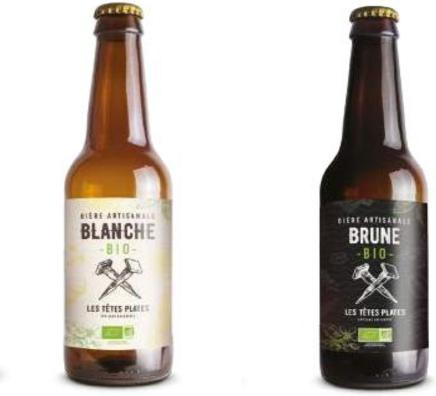 BIÈRE ARTISANALE
BLANCHE
-BIO-
LES TÊTES PLATES
BIÈRE ARTISANALE
BRUNE
-BIO-
LES TÊTES PLATES